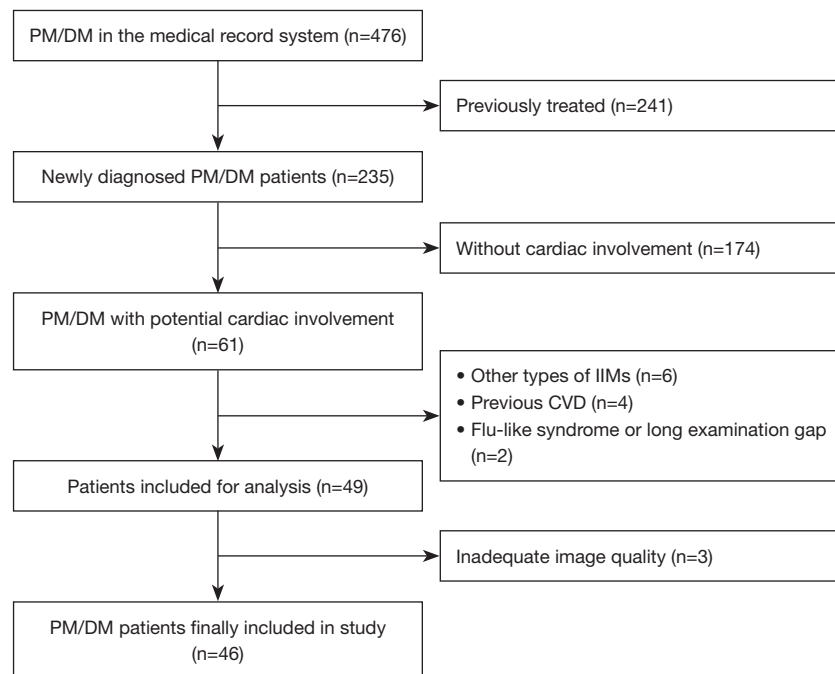 PM/DM in the medical record system (n=476)
Previously treated (n=241)
Newly diagnosed PM/DM patients (n=235)
Without cardiac involvement (n=174)
PM/DM with potential cardiac involvement
(n=61)
• Other types of IIMs (n=6)
• Previous CVD (n=4)
• Flu-like syndrome or long examination gap
(n=2)
Patients included for analysis (n=49)
Inadequate image quality (n=3)
PM/DM patients finally included in study
(n=46)